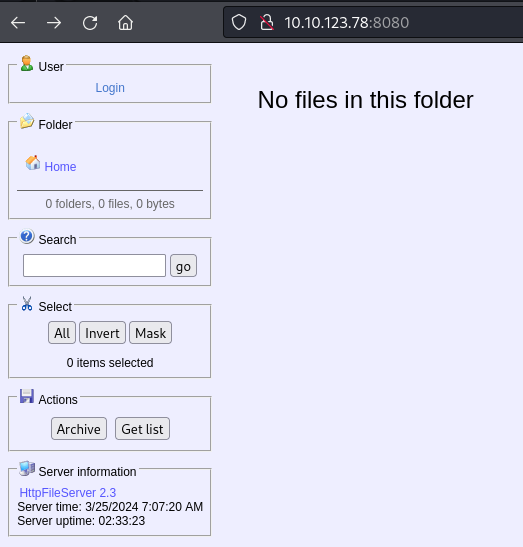 10.10.123.78:8080
User
Login
Folder
Home
0 folders, 0 files, 0 bytes
Search
go
Select
All Invert Mask
0 items selected
Actions
Archive Get list
Server information
HttpFileServer 2.3
Server time: 3/25/2024 7:07:20 AM
Server uptime: 02:33:23
No files in this folder